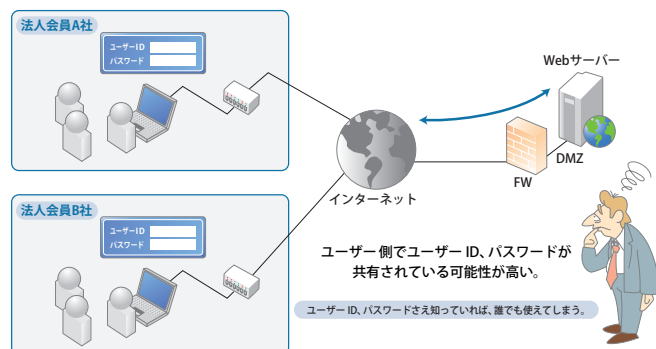 法人会員A社
ユーザーID
パスワード
Webサーバー
インターネット
FW
DMZ
法人会員B社
ユーザーID
パスワード
ユーザー側でユーザーID、パスワードが
共有されている可能性が高い。
ユーザーID、パスワードさえ知っていれば、誰でも使えてしまう。